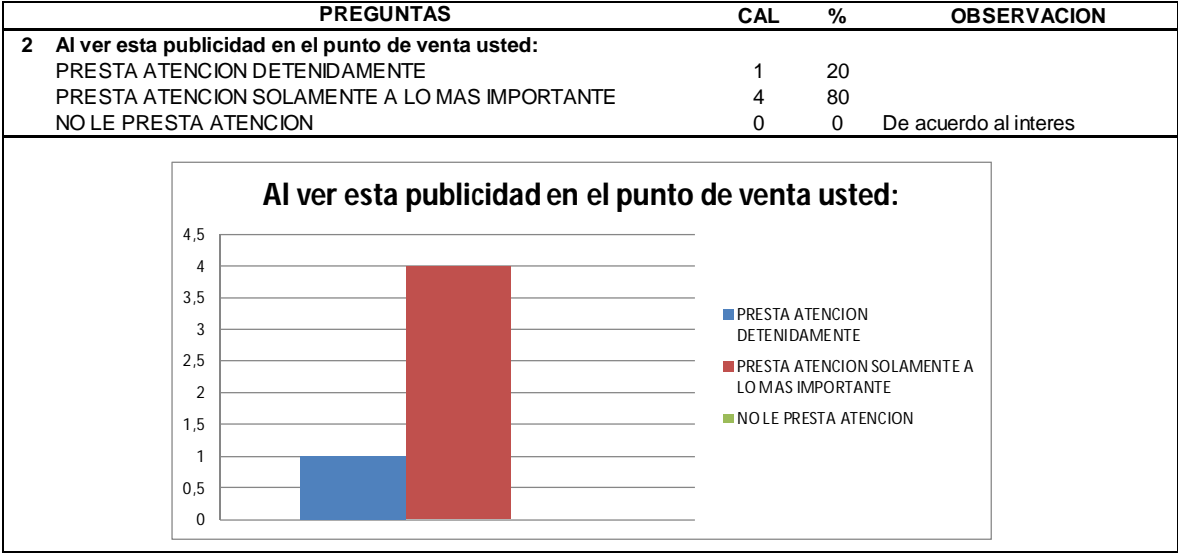 PREGUNTAS CAL % OBSERVACION
2 Al ver esta publicidad en el punto de venta usted:
PRESTA ATENCION DETENIDAMENTE 1 20
PRESTA ATENCION SOLAMENTE A LO MAS IMPORTANTE 4 80
NO LE PRESTA ATENCION 0 0 De acuerdo al interes
Al ver esta publicidad en el punto de venta usted:
4,5
4
3,5
3
2,5
2
1,5
1
0,5
0
PRESTA ATENCION
DETENIDAMENTE
PRESTA ATENCION SOLAMENTE A
LO MAS IMPORTANTE
NO LE PRESTA ATENCION